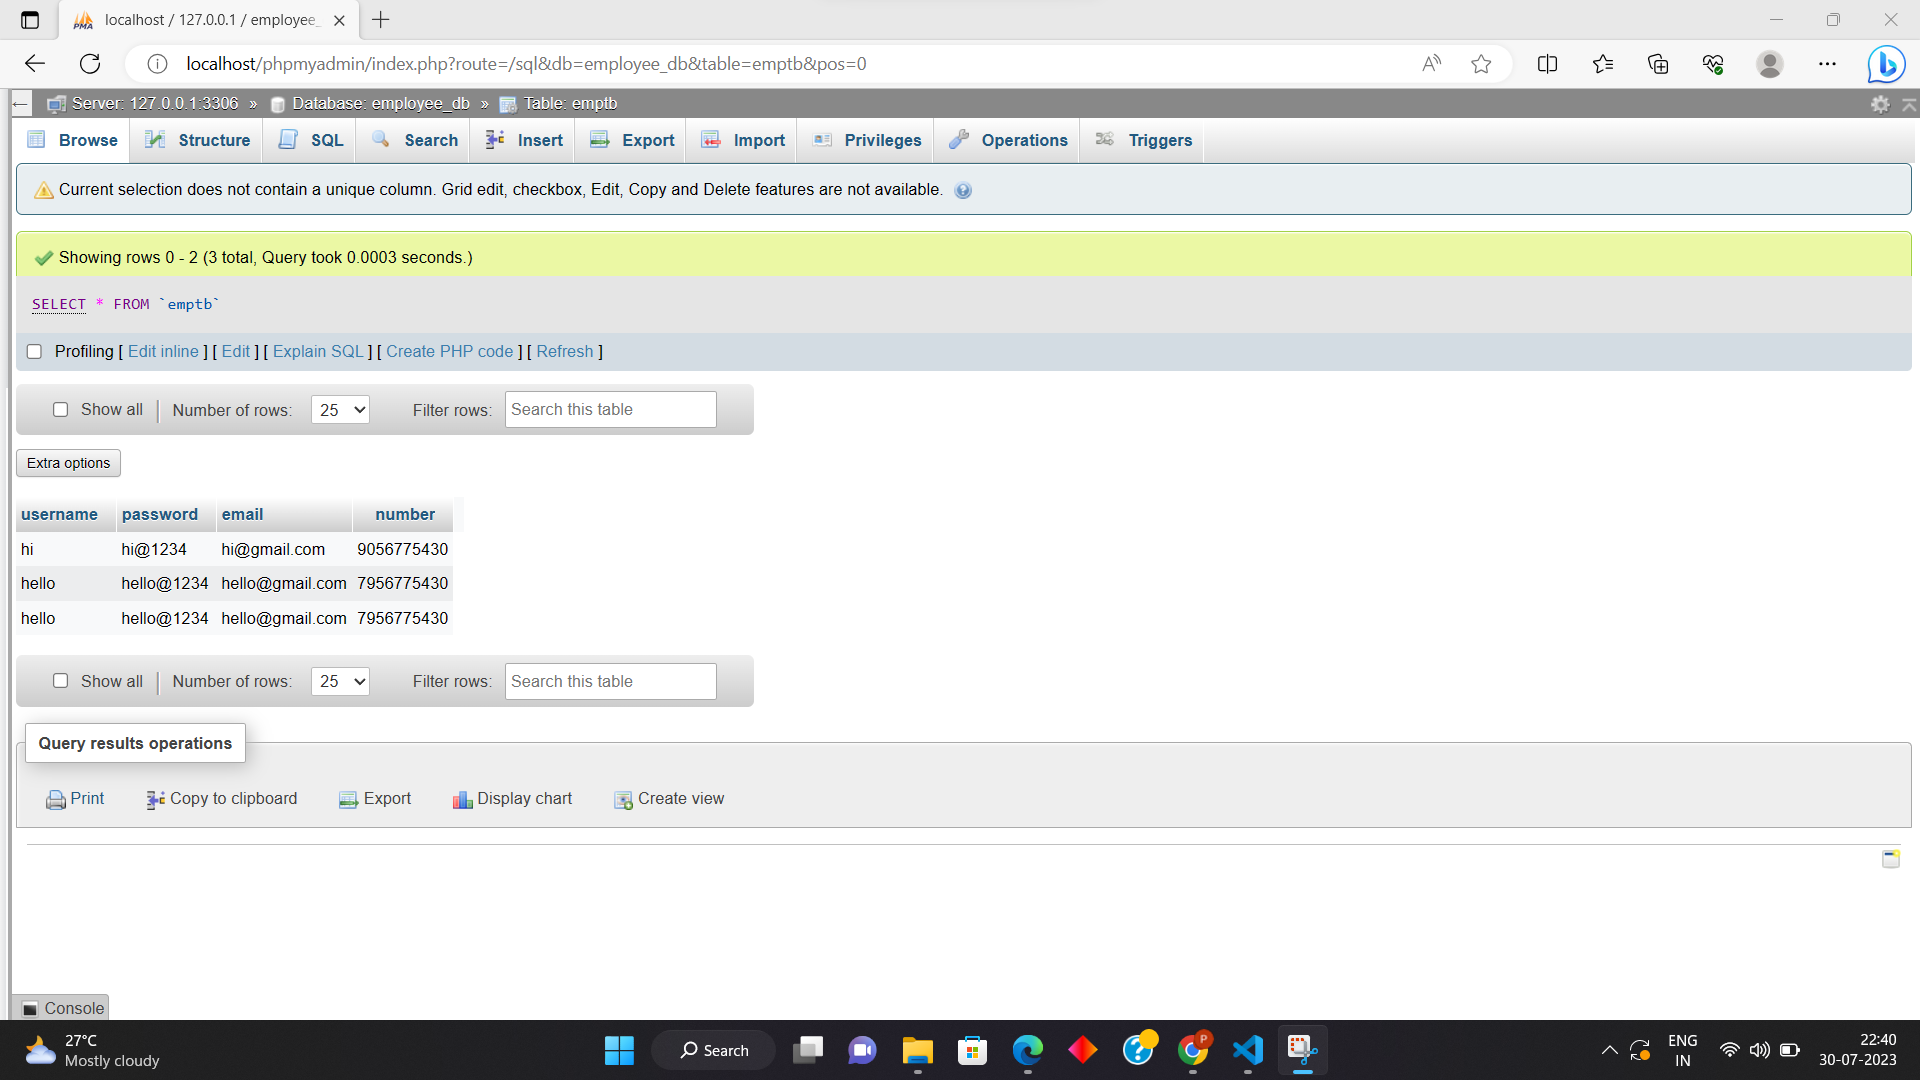 localhost / 127.0.0.1 / employee_
localhost/phpmyadmin/index.php?route=/sql&db=employee_db&table=emptb&pos=0
Server: 127.0.0.1:3306 » Database: employee_db » Table: emptb
Browse Structure SQL Search Insert Export Import Privileges Operations Triggers
Current selection does not contain a unique column. Grid edit, checkbox, Edit, Copy and Delete features are not available.
Showing rows 0 - 2 (3 total, Query took 0.0003 seconds.)
SELECT * FROM `emptb`
Profiling [ Edit inline ] [ Edit ] [ Explain SQL ] [ Create PHP code ] [ Refresh ]
Show all | Number of rows: 25 Filter rows: Search this table
Extra options
username password email number
hi hi@1234 hi@gmail.com 9056775430
hello hello@1234 hello@gmail.com 7956775430
hello hello@1234 hello@gmail.com 7956775430
Show all | Number of rows: 25 Filter rows: Search this table
Query results operations
Print Copy to clipboard Export Display chart Create view
Console
27°C
Mostly cloudy
Search
P
ENG
IN
22:40
30-07-2023